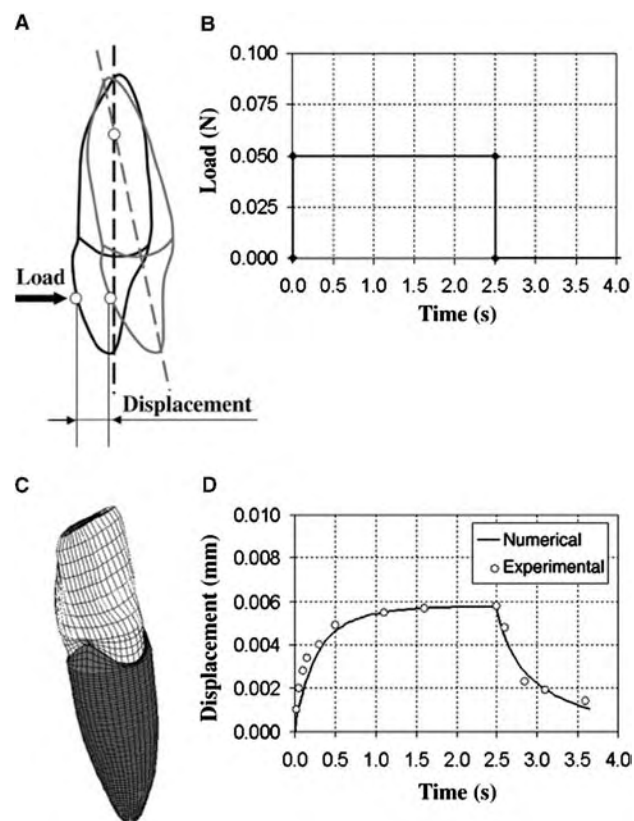 A
Load
Displacement
B
Load (N)
0.100
0.075
0.050
0.025
0.000
0.0 0.5 1.0 1.5 2.0 2.5 3.0 3.5 4.0
Time (s)
C
D
Displacement (mm)
0.010
0.008
0.006
0.004
0.002
0.000
Numerical
Experimental
0.0 0.5 1.0 1.5 2.0 2.5 3.0 3.5 4.0
Time (s)